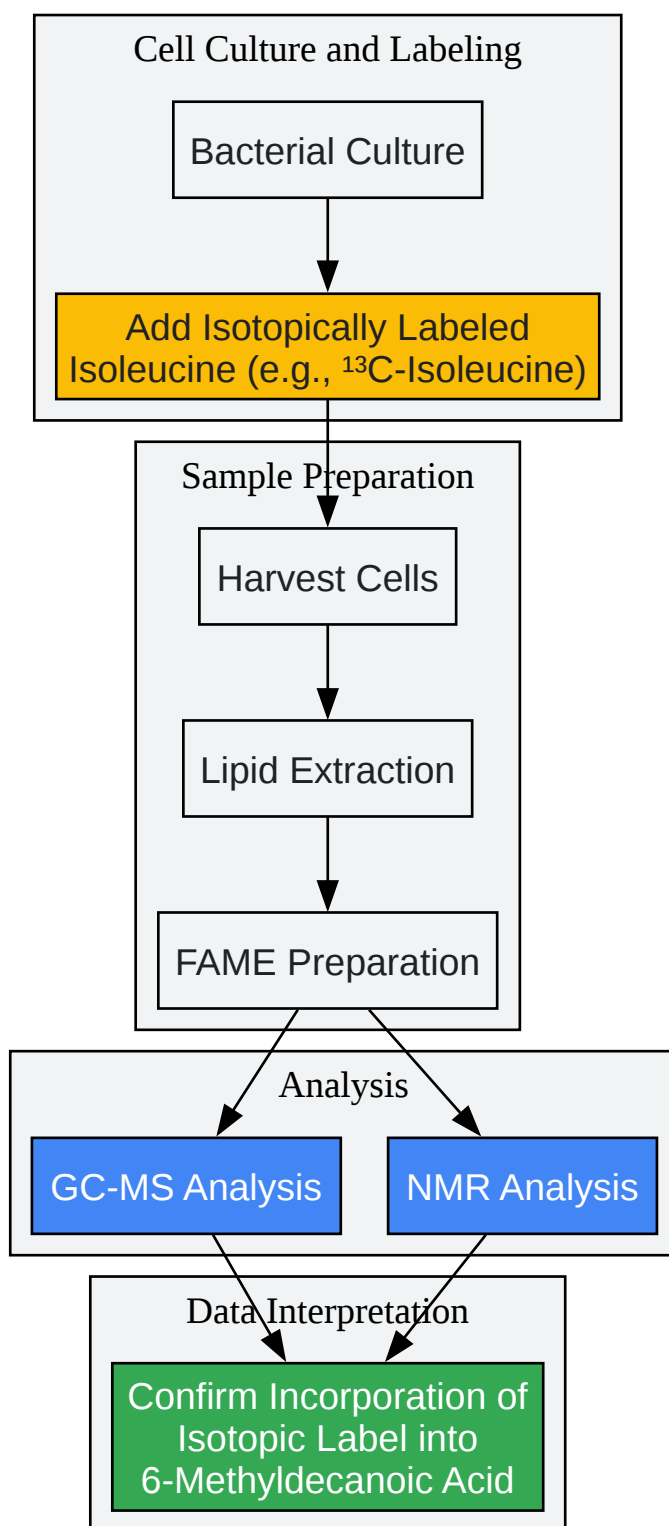 Cell Culture and Labeling
Bacterial Culture
Add Isotopically Labeled
Isoleucine (e.g., ¹³C-Isoleucine)
Sample Preparation
Harvest Cells
Lipid Extraction
FAME Preparation
Analysis
GC-MS Analysis
NMR Analysis
Data Interpretation
Confirm Incorporation of
Isotopic Label into
6-Methyldecanoic Acid